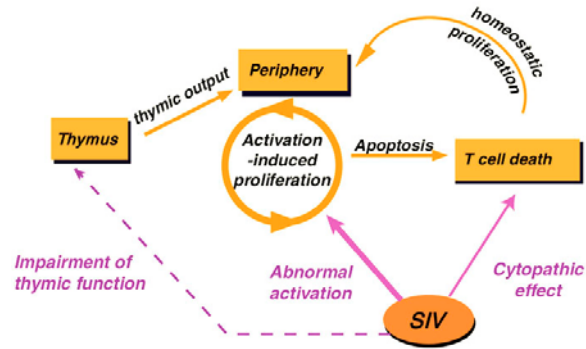 homeostatic
proliferation
Periphery
thymic output
Thymus
Activation
-induced
proliferation
Apoptosis
T cell death
Impairment of
thymic function
Abnormal
activation
Cytopathic
effect
SIV